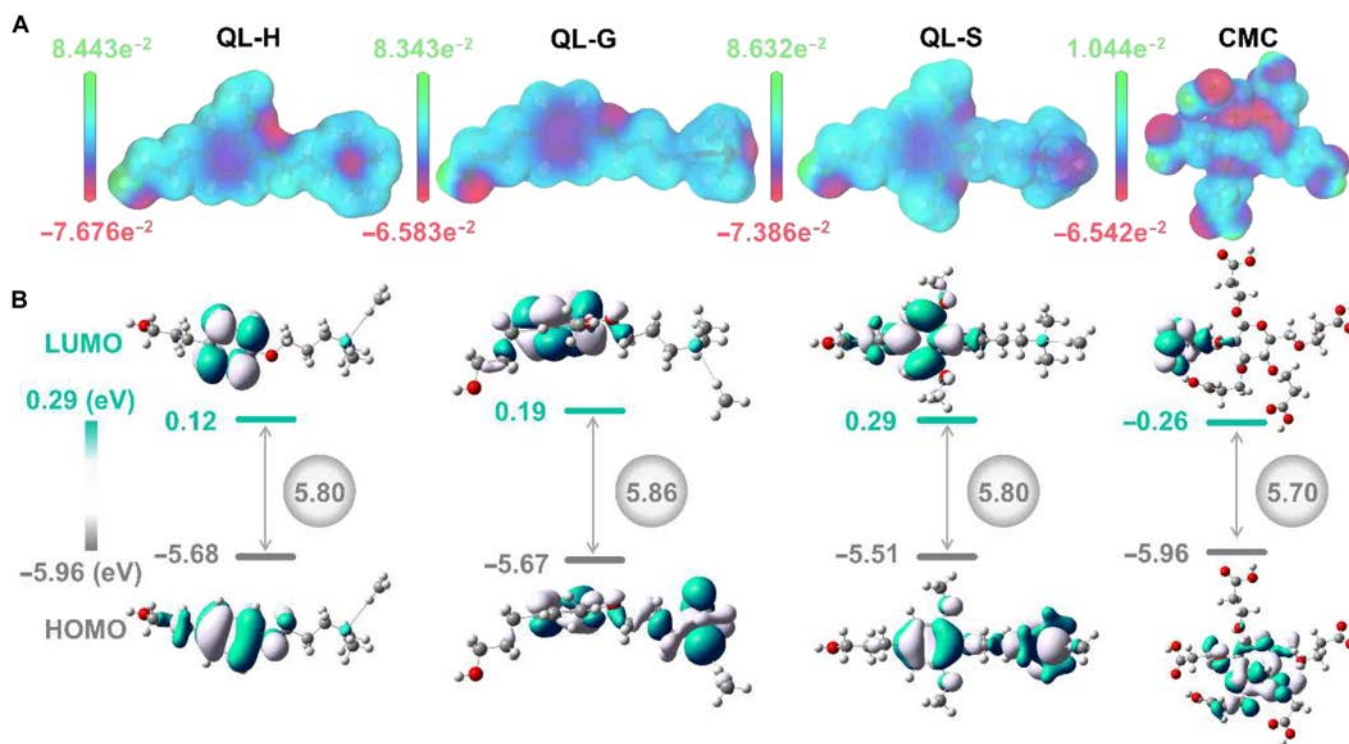 A
QL-H
QL-G
QL-S
CMC
8.443e⁻²
8.343e⁻²
8.632e⁻²
1.044e⁻²
−7.676e⁻²
−6.583e⁻²
−7.386e⁻²
−6.542e⁻²
B
LUMO
0.29 (eV)
0.12
0.19
0.29
−0.26
5.80
5.86
5.80
5.70
−5.68
−5.67
−5.51
−5.96
−5.96 (eV)
HOMO